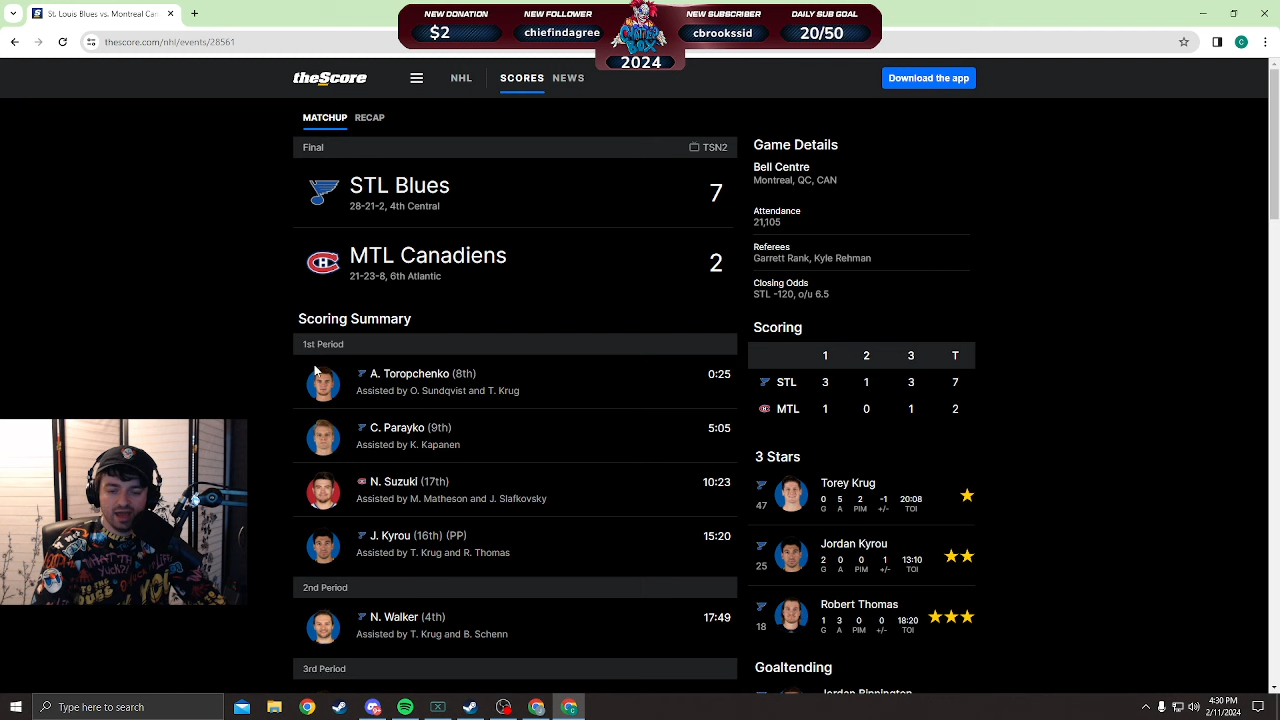 St. Louis Blues vs. Montreal Can
thescore.com/nhl/events/28561
NEW DONATION
$2
NEW FOLLOWER
chiefindagree
2024
NEW SUBSCRIBER
cbrookssid
DAILY SUB GOAL
20/50
theScore
NHL
SCORES
NEWS
Download the app
MATCHUP RECAP
Final
TSN2
STL Blues
28-21-2, 4th Central
7
MTL Canadiens
21-23-8, 6th Atlantic
2
Scoring Summary
1st Period
A. Toropchenko (8th)
Assisted by O. Sundqvist and T. Krug
0:25
C. Parayko (9th)
Assisted by K. Kapanen
5:05
N. Suzuki (17th)
Assisted by M. Matheson and J. Slafkovsky
10:23
J. Kyrou (16th) (PP)
Assisted by T. Krug and R. Thomas
15:20
2nd Period
N. Walker (4th)
Assisted by T. Krug and B. Schenn
17:49
3rd Period
Game Details
Bell Centre
Montreal, QC, CAN
Attendance
21,105
Referees
Garrett Rank, Kyle Rehman
Closing Odds
STL -120, o/u 6.5
Scoring
1 2 3 T
STL 3 1 3 7
MTL 1 0 1 2
3 Stars
Torey Krug
47
0 5 2 -1 20:08
G A PIM +/- TOI
Jordan Kyrou
25
2 0 0 1 13:10
G A PIM +/- TOI
Robert Thomas
18
1 3 0 0 18:20
G A PIM +/- TOI
Goaltending
Jordan Binnington
Type here to search
4:30 PM
2/11/2024